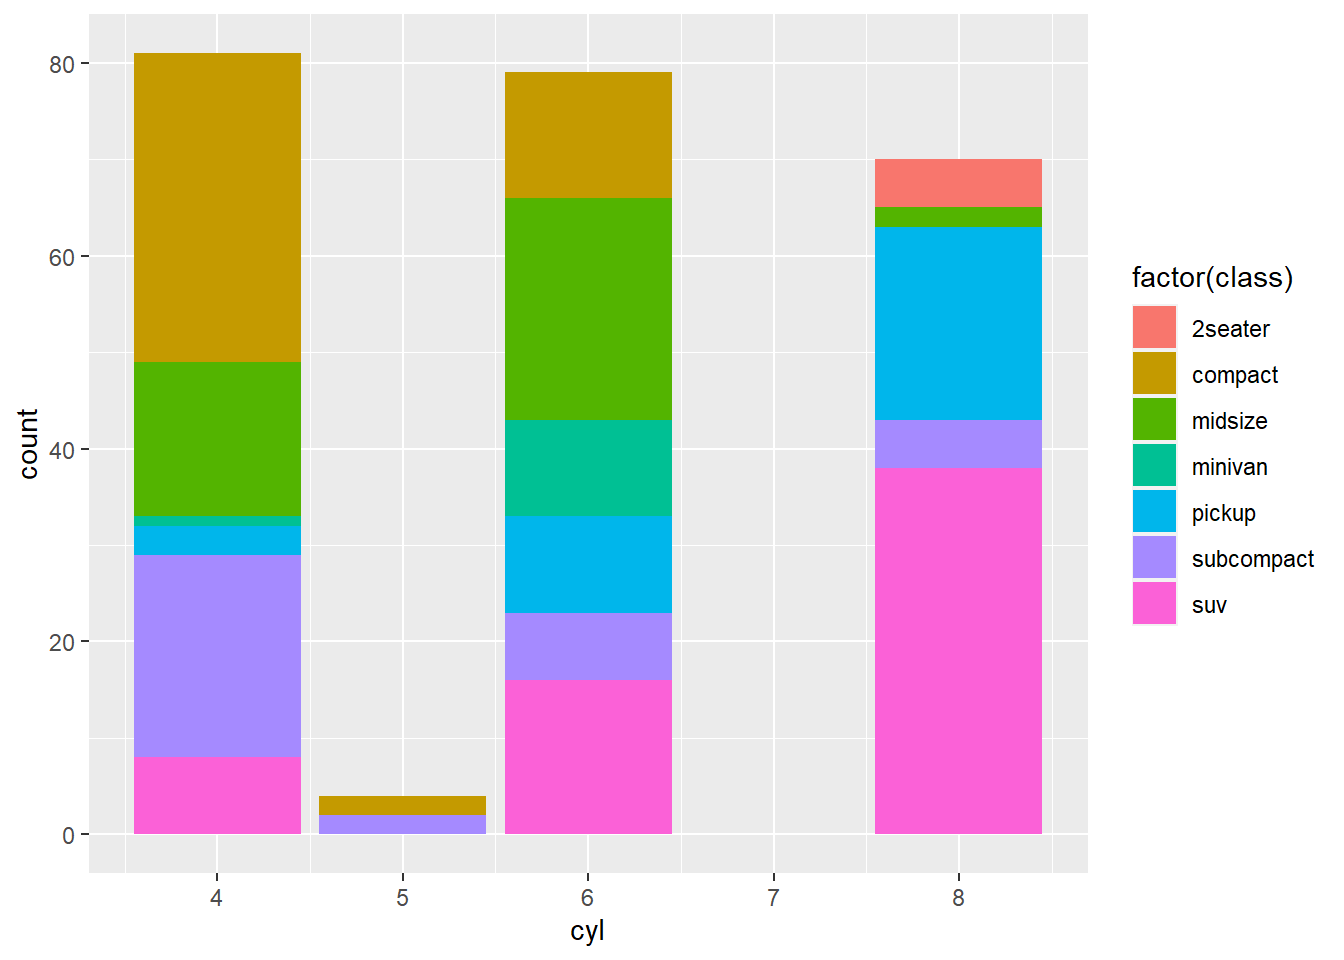 80
60
40
20
0
count
4 5 6 7 8
cyl
factor(class)
2seater
compact
midsize
minivan
pickup
subcompact
suv